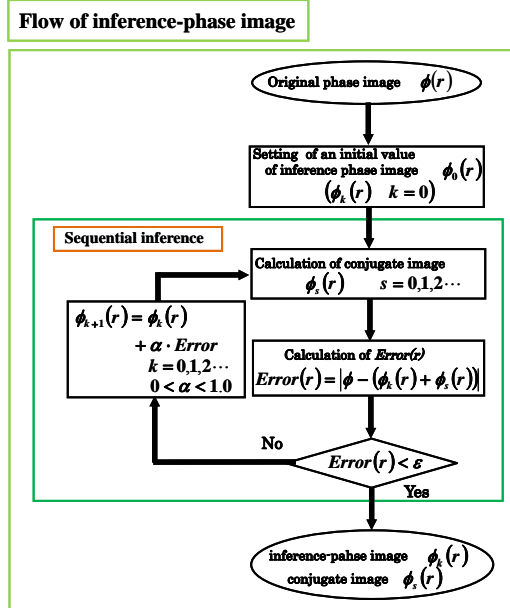 Flow of inference-phase image
Original phase image ϕ(r)
Setting of an initial value
of inference phase image ϕ₀(r)
(ϕₖ(r) k = 0)
Sequential inference
Calculation of conjugate image
ϕₛ(r) s = 0,1,2⋯
ϕₖ₊₁(r) = ϕₖ(r)
+ α · Error
k = 0,1,2⋯
0 < α < 1.0
Calculation of Error(r)
Error(r) = |ϕ − (ϕₖ(r) + ϕₛ(r))|
No
Error(r) < ε
Yes
inference-pahse image ϕₖ(r)
conjugate image ϕₛ(r)